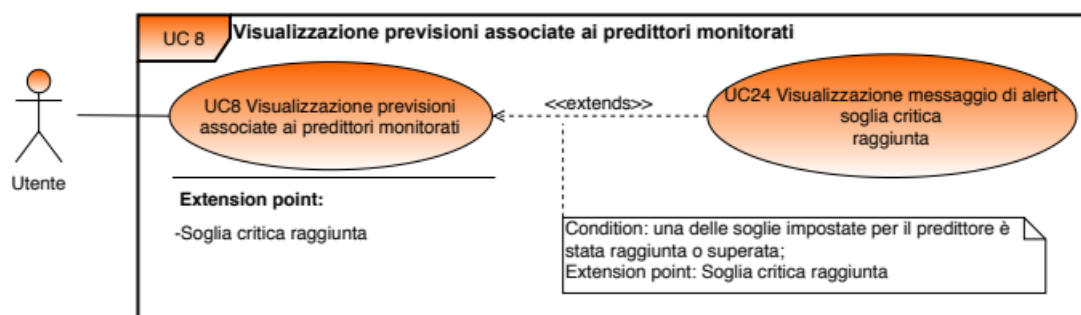 UC 8
Visualizzazione previsioni associate ai predittori monitorati
UC8 Visualizzazione previsioni
associate ai predittori monitorati
<<extends>>
UC24 Visualizzazione messaggio di alert
soglia critica
raggiunta
Utente
Extension point:
-Soglia critica raggiunta
Condition: una delle soglie impostate per il predittore è
stata raggiunta o superata;
Extension point: Soglia critica raggiunta